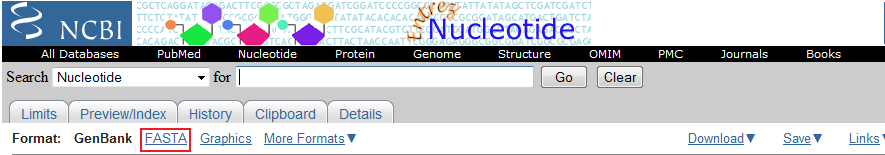 NCBI
Entrez
Nucleotide
All Databases PubMed Nucleotide Protein Genome Structure OMIM PMC Journals Books
Search Nucleotide for Go Clear
Limits Preview/Index History Clipboard Details
Format: GenBank FASTA Graphics More Formats▼ Download▼ Save▼ Links▼